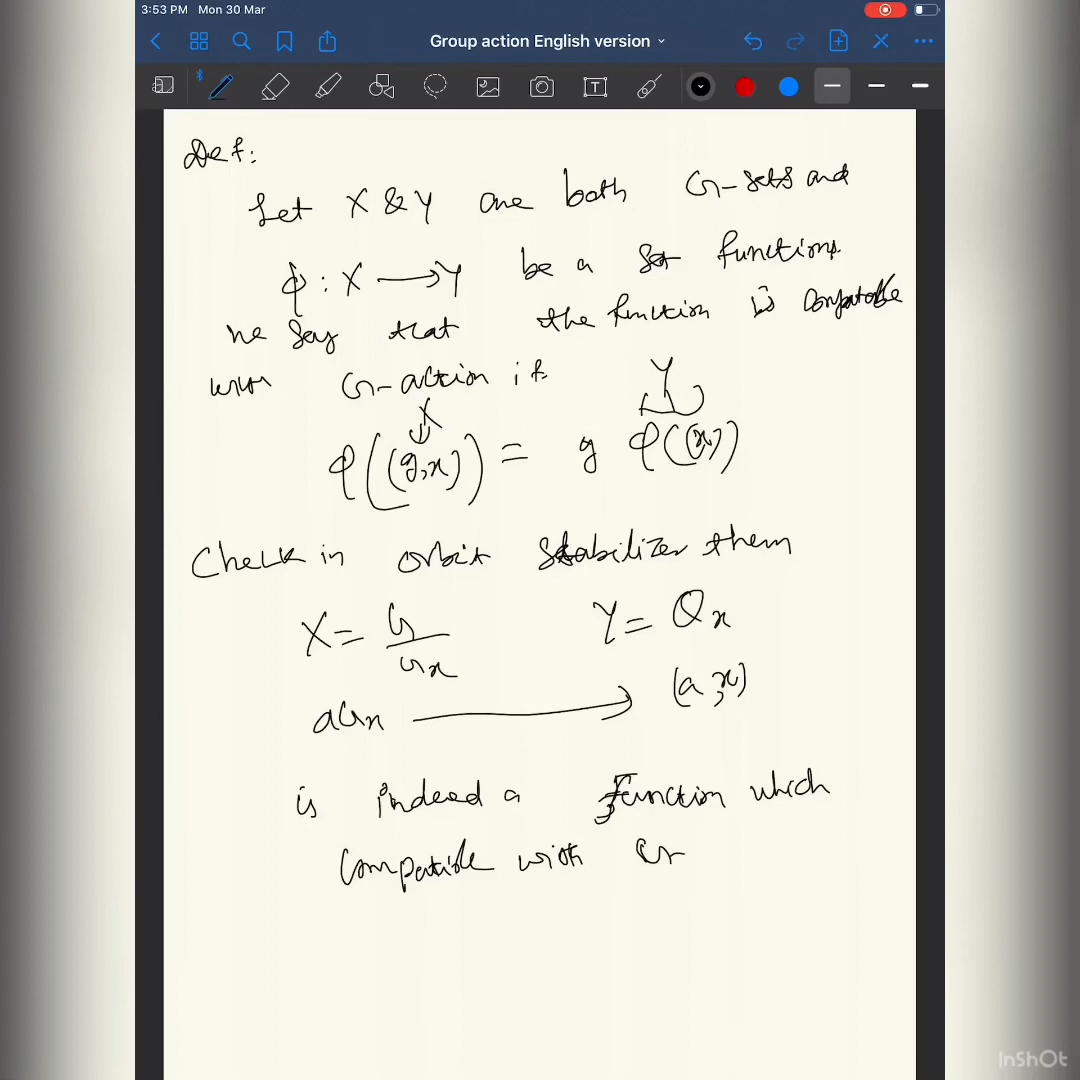 3:53 PM Mon 30 Mar
Group action English version
Def:
Let X & Y are both G-sets and
φ : X → Y be a set function
we say that the function is compatible
with G-action if
X Y
φ((g,x)) = g φ((x))
Check in orbit stabilizer them
X = G/Gx Y = Ox
aGx → (a,x)
is indeed a function which
compatible with G
InShOt